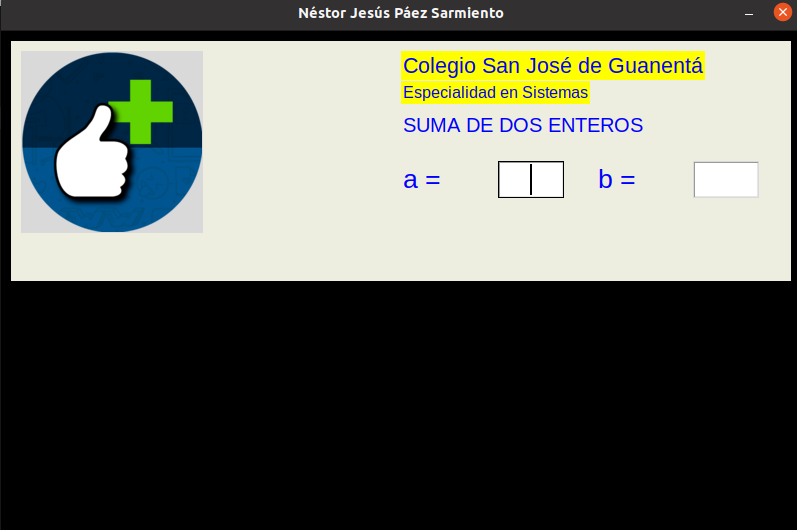 Néstor Jesús Páez Sarmiento
Colegio San José de Guanentá
Especialidad en Sistemas
SUMA DE DOS ENTEROS
a = b =